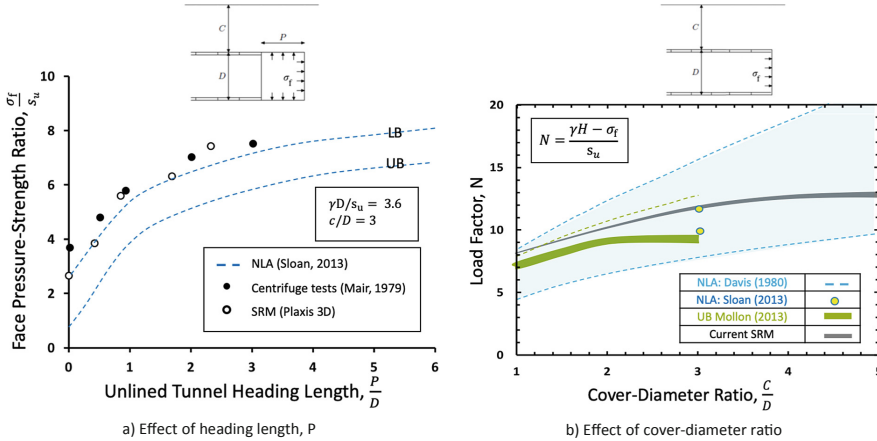 C
P
D
σf
10
8
6
4
2
0
0
1
2
3
4
5
6
Face Pressure-Strength Ratio, σf/su
LB
UB
γD/su = 3.6
c/D = 3
NLA (Sloan, 2013)
Centrifuge tests (Mair, 1979)
SRM (Plaxis 3D)
Unlined Tunnel Heading Length, P/D
a) Effect of heading length, P
C
D
σf
20
15
10
5
0
1
2
3
4
5
Load Factor, N
N = (γH − σf)/su
NLA: Davis (1980)
NLA: Sloan (2013)
UB Mollon (2013)
Current SRM
Cover-Diameter Ratio, C/D
b) Effect of cover-diameter ratio